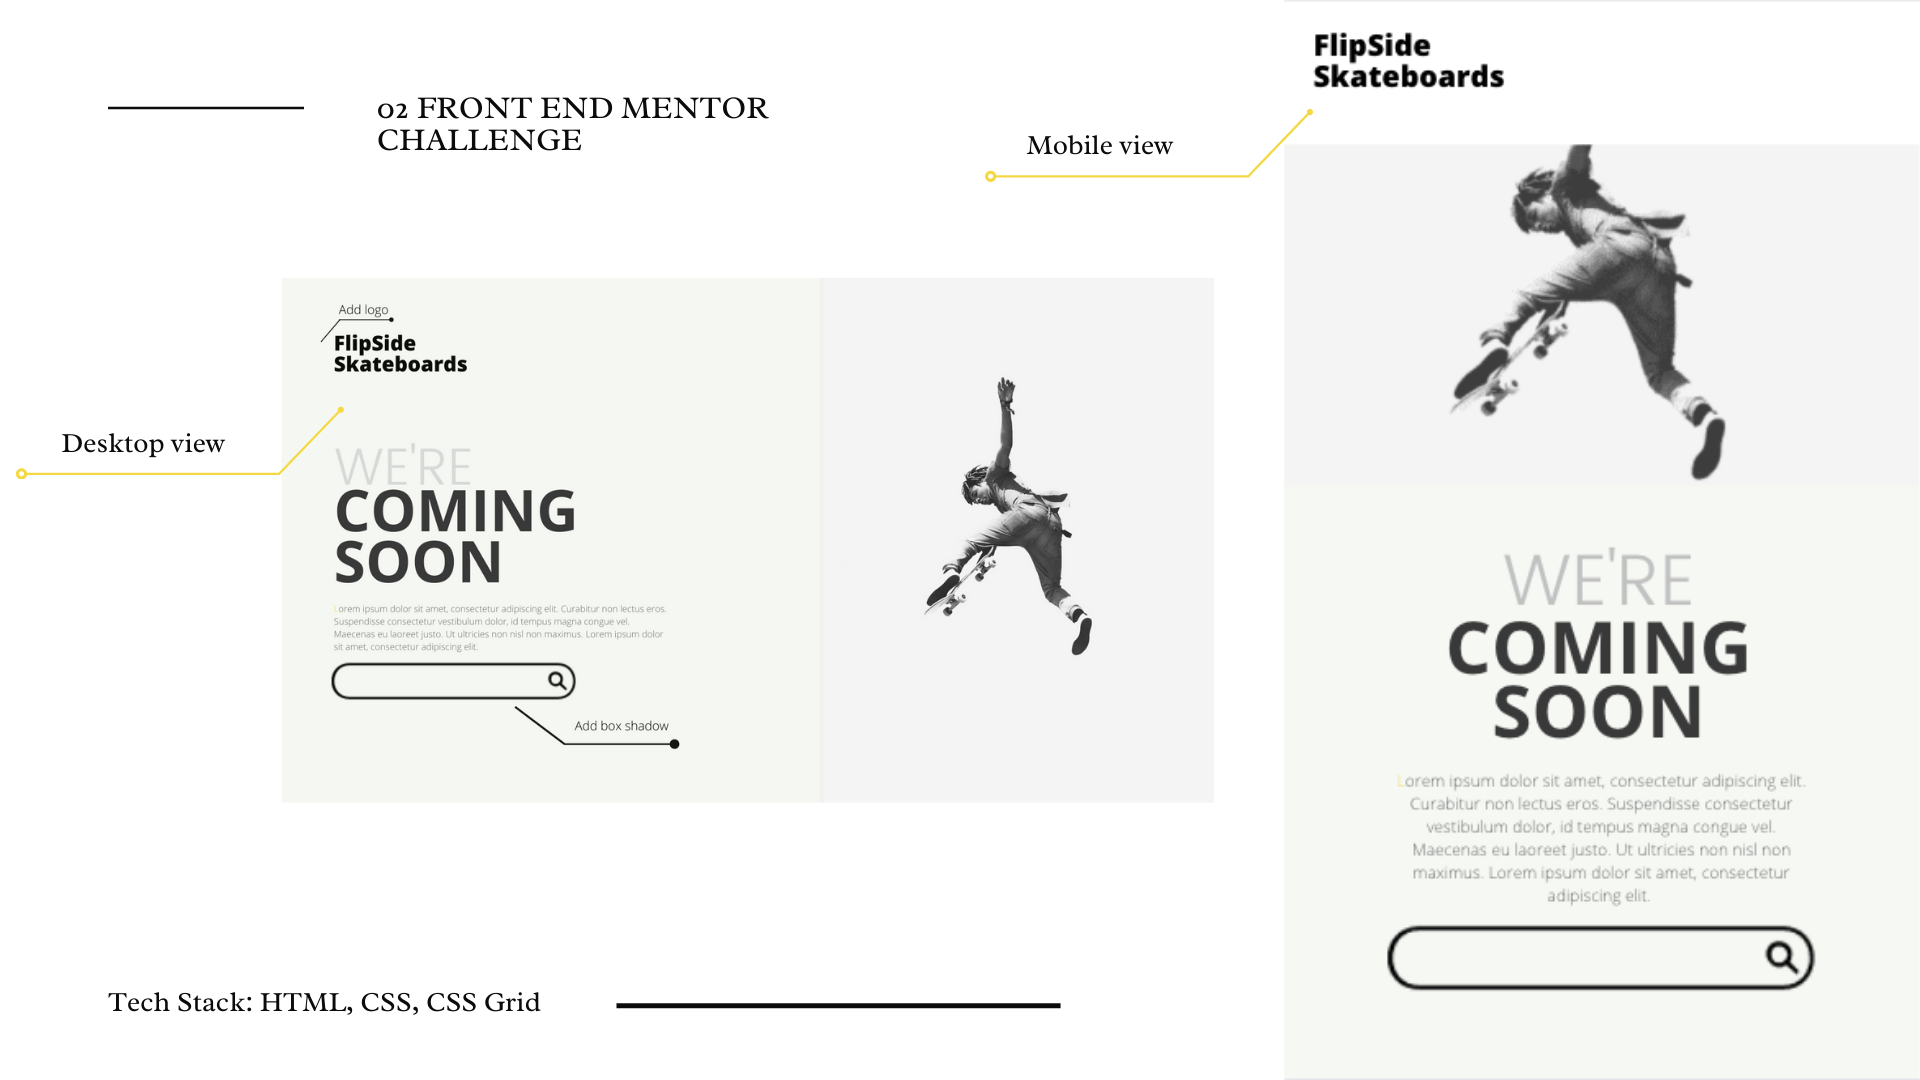 02 FRONT END MENTOR
CHALLENGE
Mobile view
Desktop view
Add logo
FlipSide
Skateboards
WE'RE
COMING
SOON
Lorem ipsum dolor sit amet, consectetur adipiscing elit. Curabitur non lectus eros.
Suspendisse consectetur vestibulum dolor, id tempus magna congue vel.
Maecenas eu laoreet justo. Ut ultricies non nisl non maximus. Lorem ipsum dolor
sit amet, consectetur adipiscing elit.
Add box shadow
Tech Stack: HTML, CSS, CSS Grid
FlipSide
Skateboards
WE'RE
COMING
SOON
Lorem ipsum dolor sit amet, consectetur adipiscing elit.
Curabitur non lectus eros. Suspendisse consectetur
vestibulum dolor, id tempus magna congue vel.
Maecenas eu laoreet justo. Ut ultricies non nisl non
maximus. Lorem ipsum dolor sit amet, consectetur
adipiscing elit.